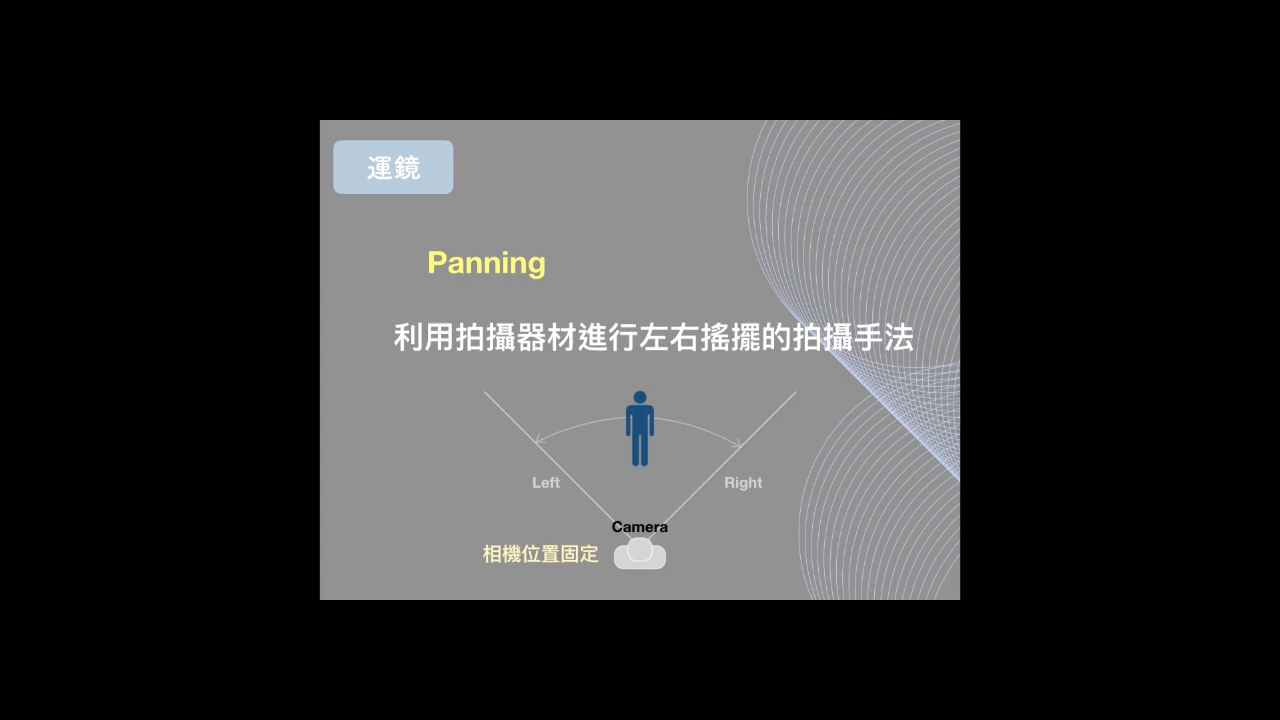 運鏡
Panning
利用拍攝器材進行左右搖擺的拍攝手法
Left
Right
Camera
相機位置固定